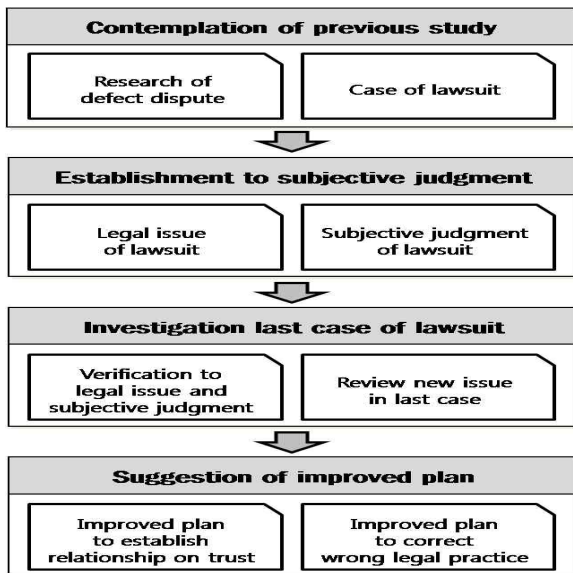 Contemplation of previous study
Research of
defect dispute
Case of lawsuit
Establishment to subjective judgment
Legal issue
of lawsuit
Subjective judgment
of lawsuit
Investigation last case of lawsuit
Verification to
legal issue and
subjective judgment
Review new issue
in last case
Suggestion of improved plan
Improved plan
to establish
relationship on trust
Improved plan
to correct
wrong legal practice